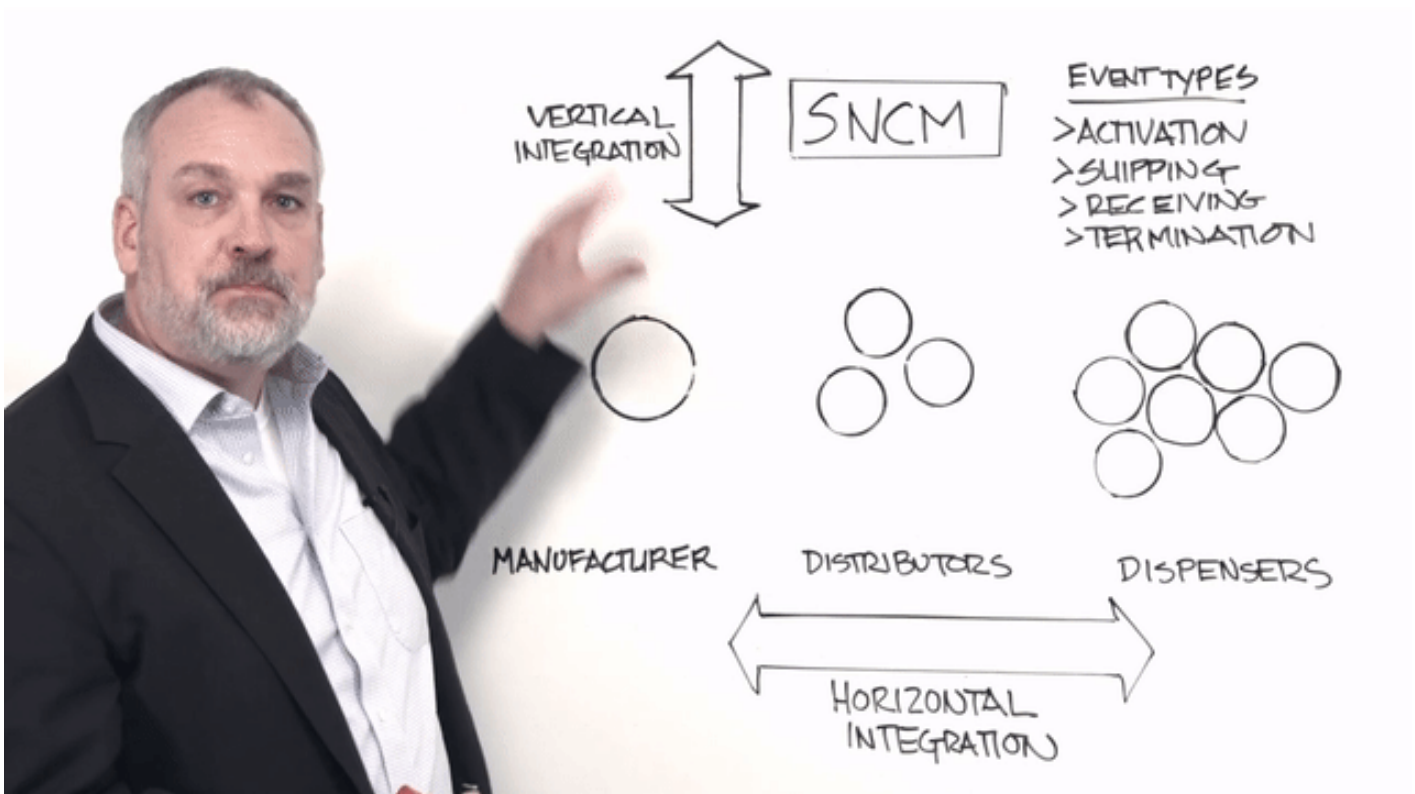 VERTICAL
INTEGRATION
SNCM
EVENT TYPES
>ACTIVATION
>SHIPPING
>RECEIVING
>TERMINATION
MANUFACTURER
DISTRIBUTORS
DISPENSERS
HORIZONTAL
INTEGRATION